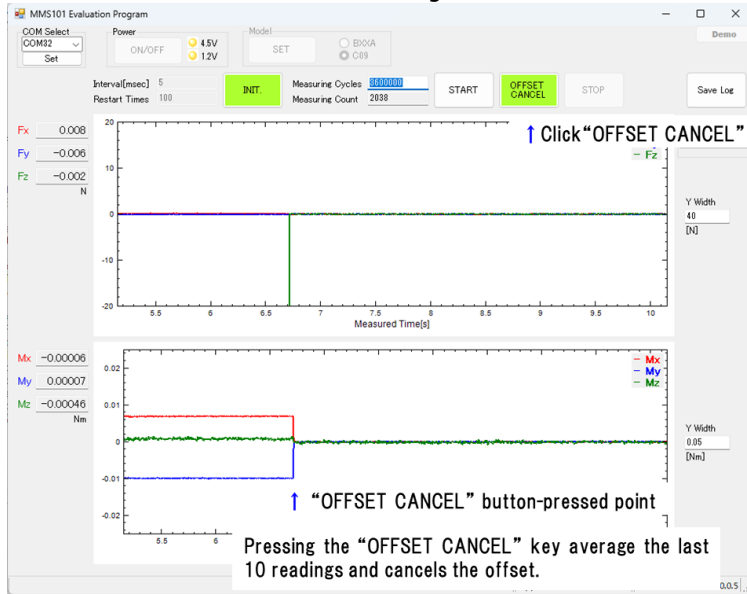 MMS101 Evaluation Program
COM Select
COM32
Set
Power
ON/OFF
4.5V
1.2V
Model
SET
BXXA
C09
Demo
Interval[msec] 5
Restart Times 100
INIT.
Measuring Cycles 3600000
Measuring Count 2038
START
OFFSET CANCEL
STOP
Save Log
↑Click“OFFSET CANCEL”
Fx 0.008
Fy -0.006
Fz -0.002
N
20
10
0
-10
-20
5.5 6 6.5 7 7.5 8 8.5 9 9.5 10
Measured Time[s]
– Fz
Y Width
40
[N]
Mx -0.00006
My 0.00007
Mz -0.00046
Nm
0.02
0.01
0
-0.01
-0.02
5.5 6
– Mx
– My
– Mz
Y Width
0.05
[Nm]
↑ “OFFSET CANCEL” button-pressed point
Pressing the “OFFSET CANCEL” key average the last
10 readings and cancels the offset.
0.0.5